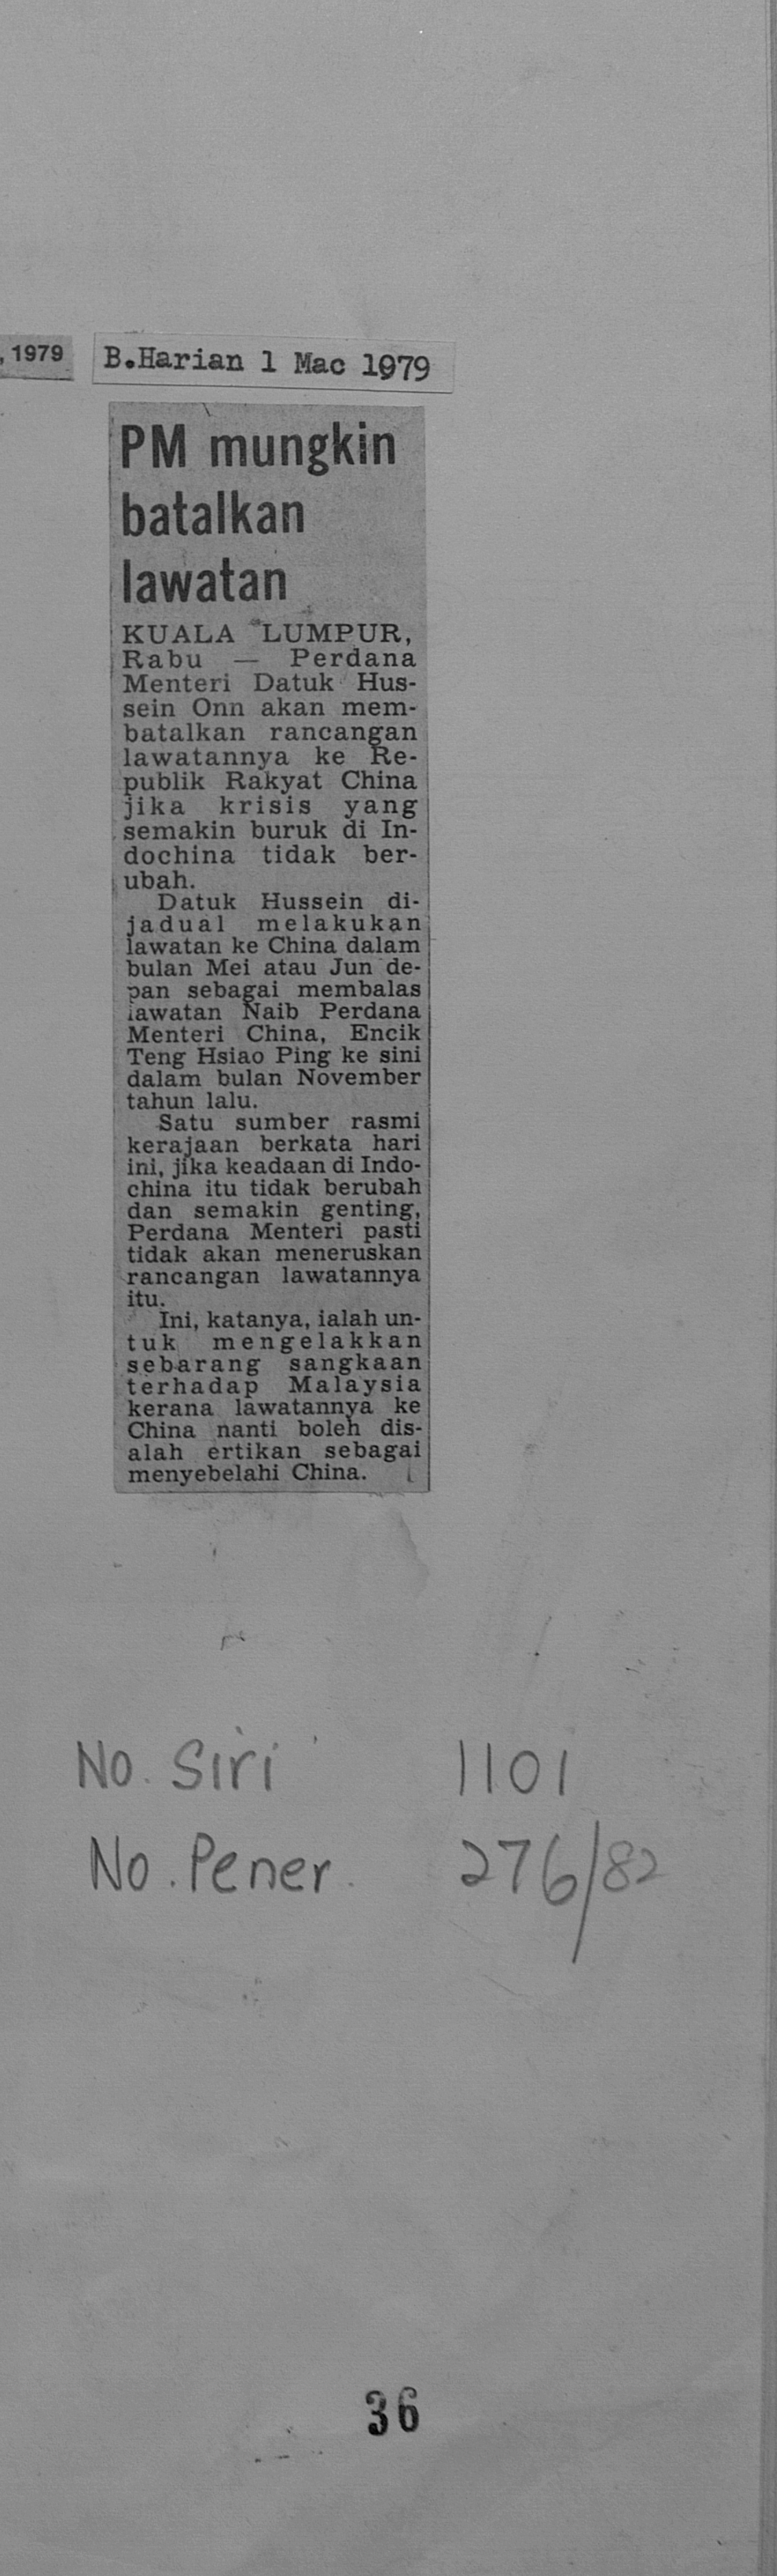 , 1979
B.Harian 1 Mac 1979
PM mungkin
batalkan
lawatan
KUALA LUMPUR,
Rabu — Perdana
Menteri Datuk Hus-
sein Onn akan mem-
batalkan rancangan
lawatannya ke Re-
publik Rakyat China
jika krisis yang
semakin buruk di In-
dochina tidak ber-
ubah.
Datuk Hussein di-
jadual melakukan
lawatan ke China dalam
bulan Mei atau Jun de-
pan sebagai membalas
lawatan Naib Perdana
Menteri China, Encik
Teng Hsiao Ping ke sini
dalam bulan November
tahun lalu.
Satu sumber rasmi
kerajaan berkata hari
ini, jika keadaan di Indo-
china itu tidak berubah
dan semakin genting,
Perdana Menteri pasti
tidak akan meneruskan
rancangan lawatannya
itu.
Ini, katanya, ialah un-
tuk mengelakkan
sebarang sangkaan
terhadap Malaysia
kerana lawatannya ke
China nanti boleh dis-
alah ertikan sebagai
menyebelahi China.
No. Siri 1101
No. Pener. 276/82
36